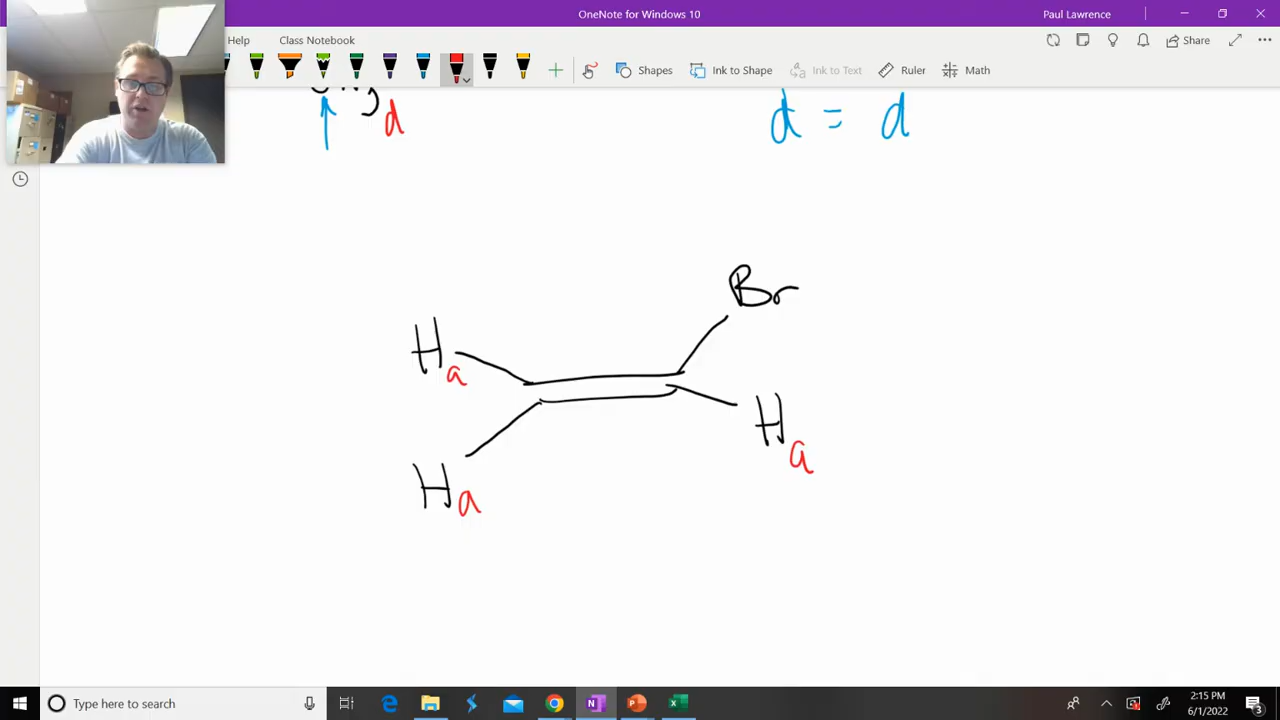 OneNote for Windows 10
Paul Lawrence
Help
Class Notebook
Share
Shapes
Ink to Shape
Ink to Text
Ruler
Math
d
d = d
Br
H a
H a
H a
Type here to search
2:15 PM
6/1/2022
3